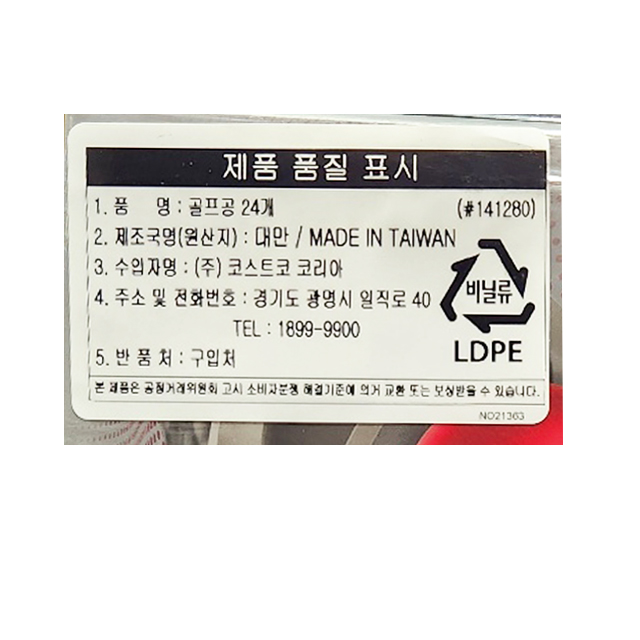 제품 품질 표시
1. 품 명 : 골프공 24개 (#141280)
2. 제조국명(원산지) : 대만 / MADE IN TAIWAN
3. 수입자명 : (주) 코스트코 코리아
4. 주소 및 전화번호 : 경기도 광명시 일직로 40
TEL : 1899-9900
5. 반 품 처 : 구입처
비닐류
LDPE
본 제품은 공정거래위원회 고시 소비자분쟁 해결기준에 의거 교환 또는 보상받을 수 있습니다.
NO21363